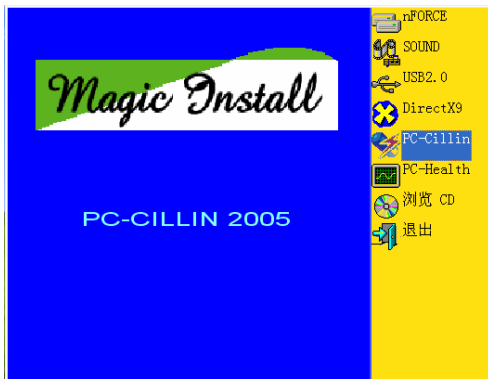 Magic Install
PC-CILLIN 2005
nFORCE
SOUND
USB2.0
DirectX9
PC-Cillin
PC-Health
浏览 CD
退出